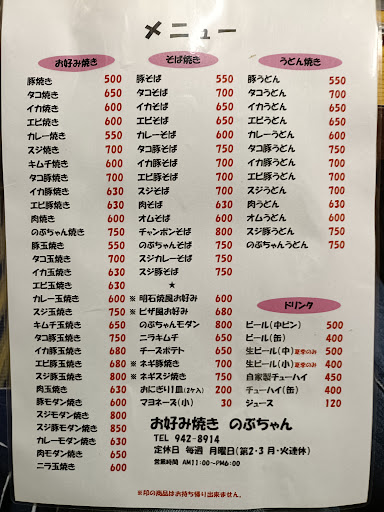 メニュー
お好み焼き
豚焼き 500
タコ焼き 650
イカ焼き 600
エビ焼き 600
カレー焼き 550
スジ焼き 700
キムチ焼き 600
タコ豚焼き 700
イカ豚焼き 630
エビ豚焼き 630
肉焼き 600
のぶちゃん焼き 700
豚玉焼き 550
タコ玉焼き 700
イカ玉焼き 630
エビ玉焼き 630
カレー玉焼き 600
スジ玉焼き 750
キムチ玉焼き 650
タコ豚玉焼き 750
イカ豚玉焼き 680
エビ豚玉焼き 680
スジ豚玉焼き 800
肉玉焼き 630
豚モダン焼き 600
スジモダン焼き 800
スジ豚モダン焼き 850
カレーモダン焼き 630
肉モダン焼き 650
ニラ玉焼き 600
そば焼き
豚そば 550
タコそば 700
イカそば 650
エビそば 650
カレーそば 600
タコ豚そば 750
イカ豚そば 700
エビ豚そば 700
スジそば 700
肉そば 630
オムそば 650
チャンポンそば 800
のぶちゃんそば 750
スジカレーそば 750
スジ豚そば 750
★
※ 明石焼風お好み 600
※ ピザ風お好み 680
のぶちゃんモダン 800
ニラキムチ 600
チーズポテト 650
※ ネギ豚焼き 700
※ ネギスジ焼き 750
おにぎり1皿(2ケ入) 200
マヨネーズ(小) 30
うどん焼き
豚うどん 550
タコうどん 700
イカうどん 650
エビうどん 650
カレーうどん 600
タコ豚うどん 750
イカ豚うどん 700
エビ豚うどん 700
スジうどん 700
肉うどん 630
オムうどん 650
スジ豚うどん 750
のぶちゃんうどん 750
ドリンク
ビール(中ビン) 500
ビール(缶) 400
生ビール(中)夏季のみ 500
生ビール(小)夏季のみ 400
自家製チューハイ 450
チューハイ(缶) 400
ジュース 120
お好み焼き のぶちゃん
TEL 942-8914
定休日 毎週 月曜日(第2・3月・火連休)
営業時間 AM11:00~PM6:00
※印の商品はお持ち帰り出来ません。